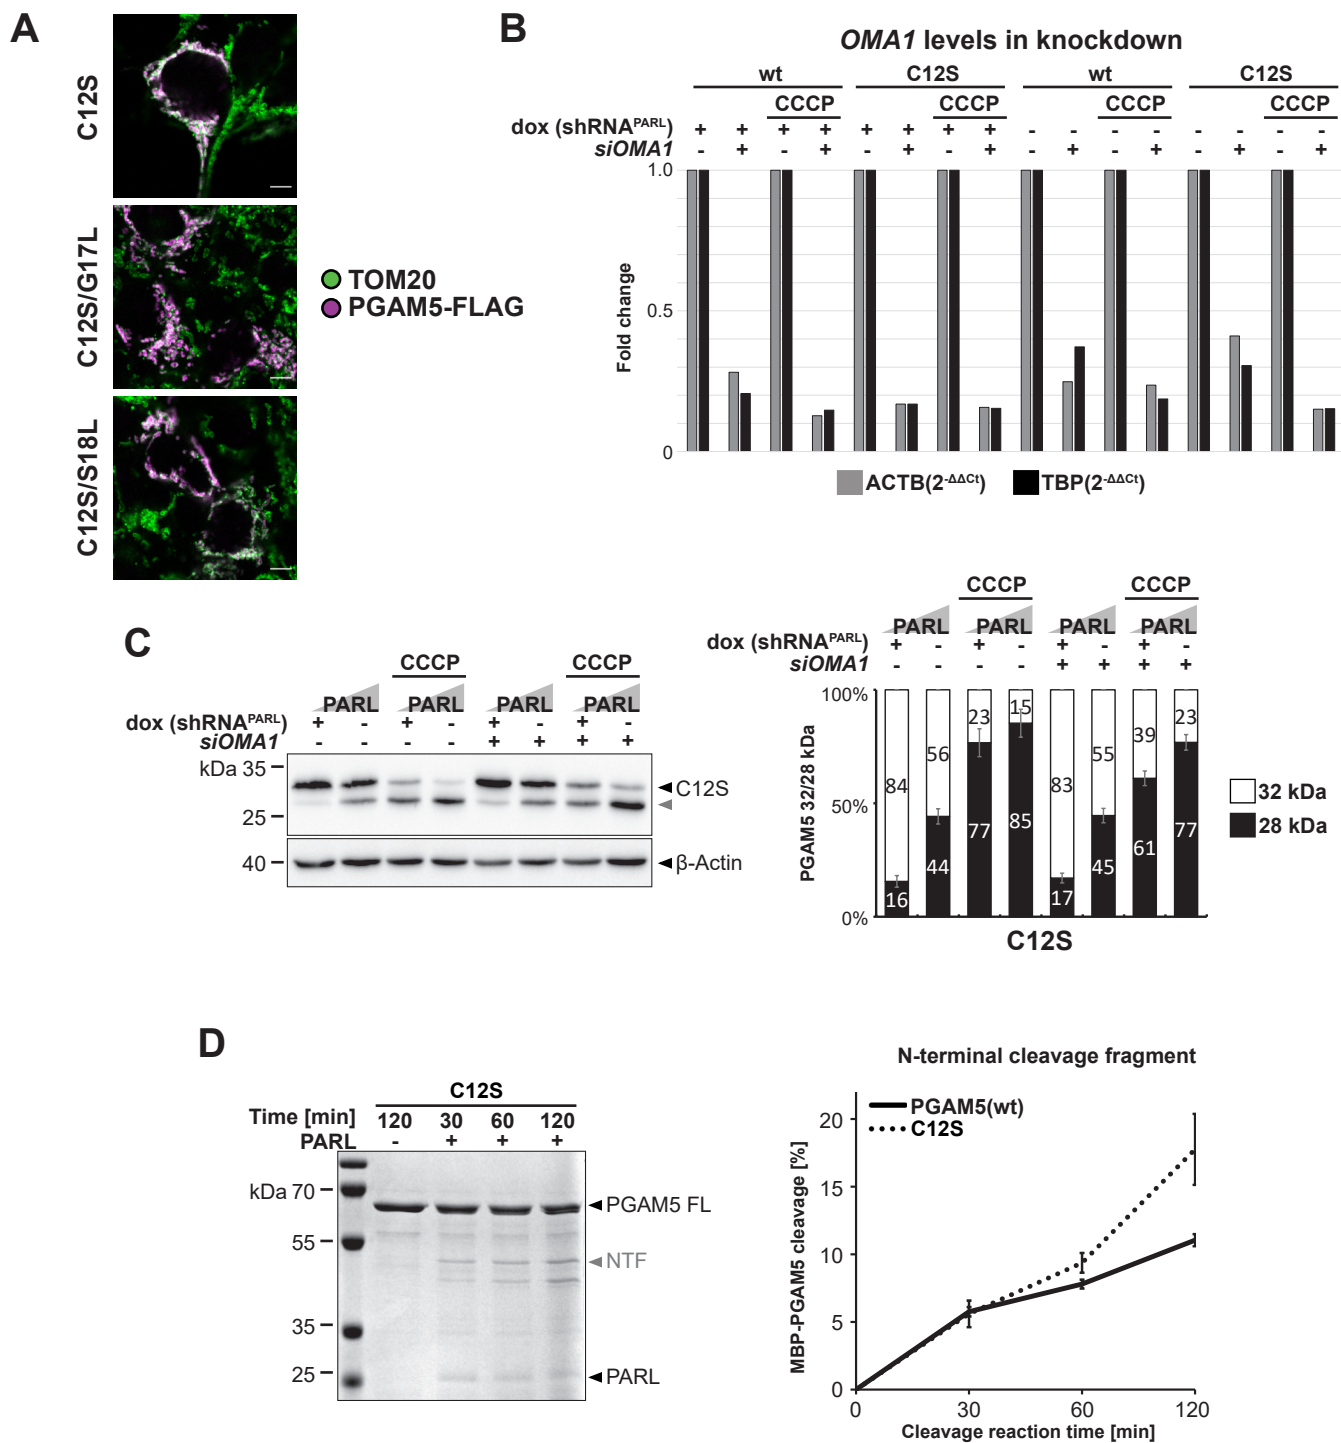 A
C12S
C12S/G17L
C12S/S18L
TOM20
PGAM5-FLAG
B
OMA1 levels in knockdown
wt C12S wt C12S
CCCP CCCP CCCP CCCP
dox (shRNAPARL) + + + + + + + + - - - - - - - -
siOMA1 - + - + - + - + - + - + - + - +
Fold change
1.0
0.5
0
ACTB(2-ΔΔCt) TBP(2-ΔΔCt)
C
CCCP CCCP
PARL PARL PARL PARL
dox (shRNAPARL) + - + - + - + -
siOMA1 - - - - + + + +
kDa 35
25
40
C12S
β-Actin
CCCP CCCP
PARL PARL PARL PARL
dox (shRNAPARL) + - + - + - + -
siOMA1 - - - - + + + +
PGAM5 32/28 kDa
100%
50%
0%
84 56 23 15 83 55 39 23
16 44 77 85 17 45 61 77
32 kDa
28 kDa
C12S
D
C12S
Time [min] 120 30 60 120
PARL - + + +
kDa 70
55
35
25
PGAM5 FL
NTF
PARL
N-terminal cleavage fragment
PGAM5(wt)
C12S
MBP-PGAM5 cleavage [%]
20
15
10
5
0
0 30 60 120
Cleavage reaction time [min]